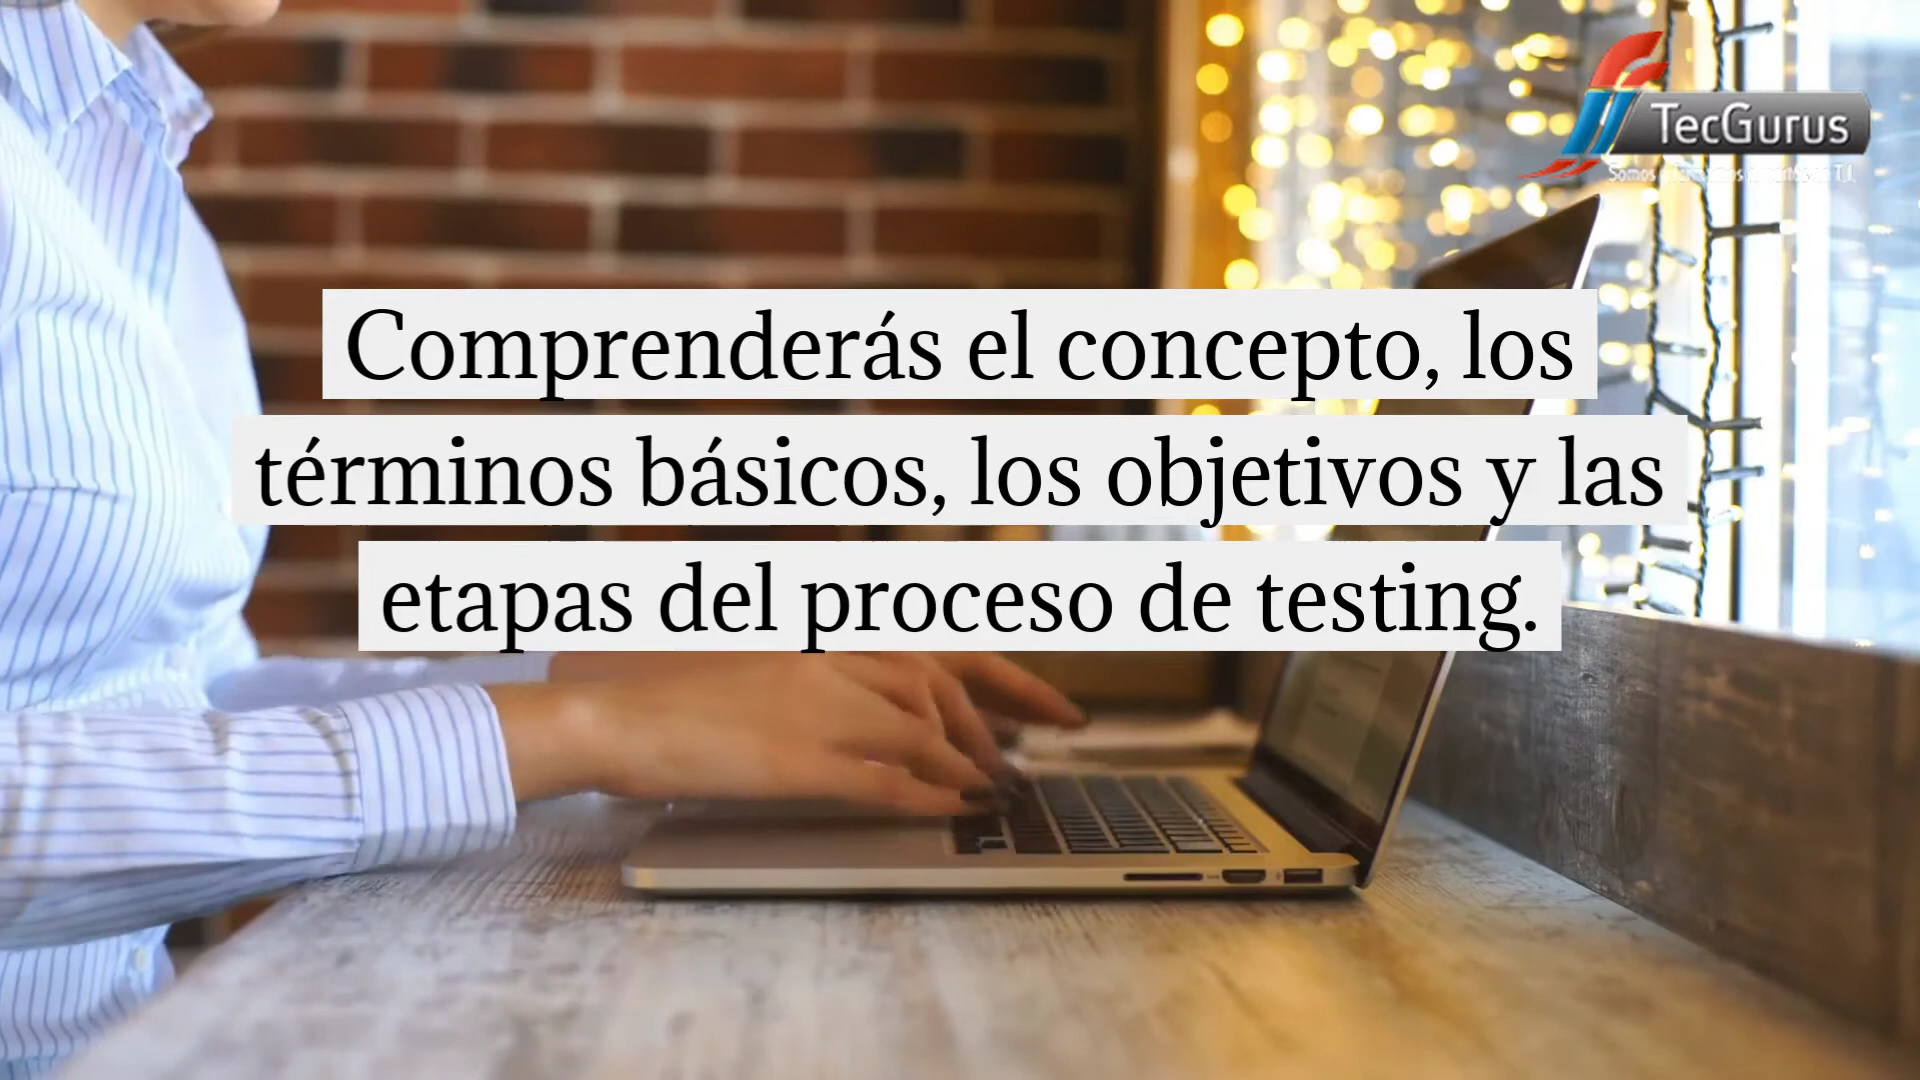 TecGurus
Comprenderás el concepto, los
términos básicos, los objetivos y las
etapas del proceso de testing.